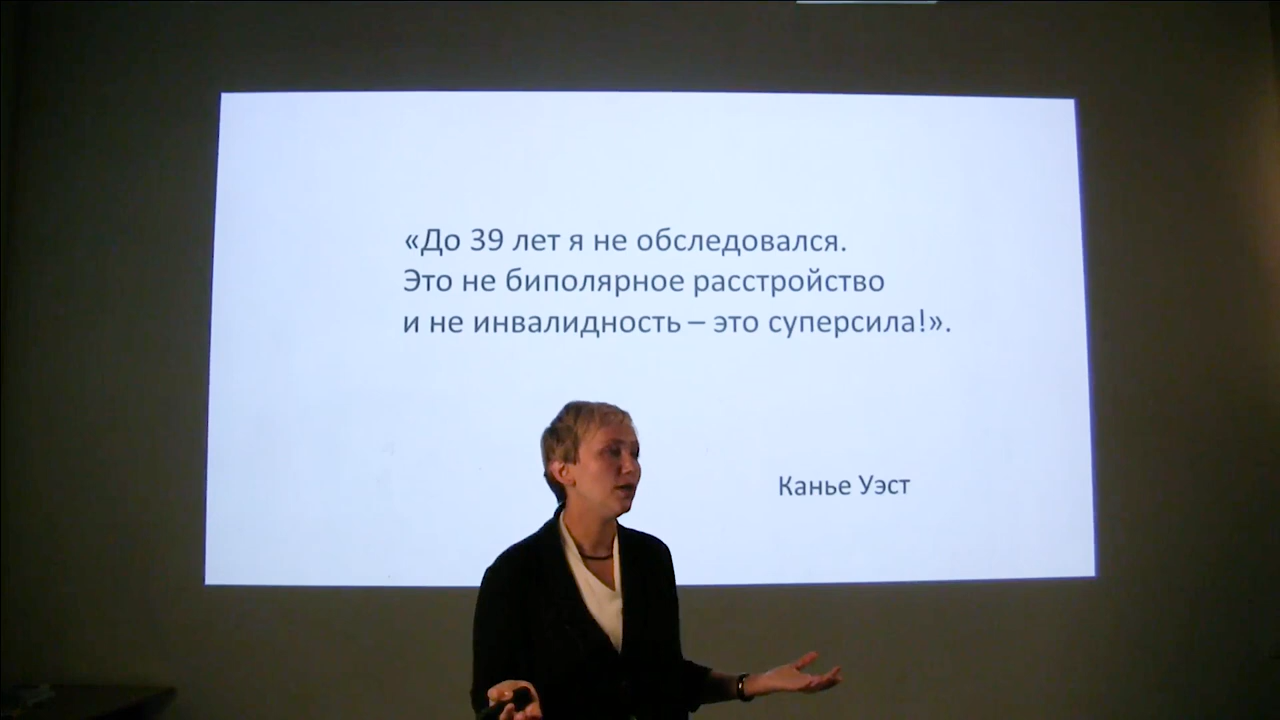 «До 39 лет я не обследовался.
Это не биполярное расстройство
и не инвалидность – это суперсила!».
Канье Уэст